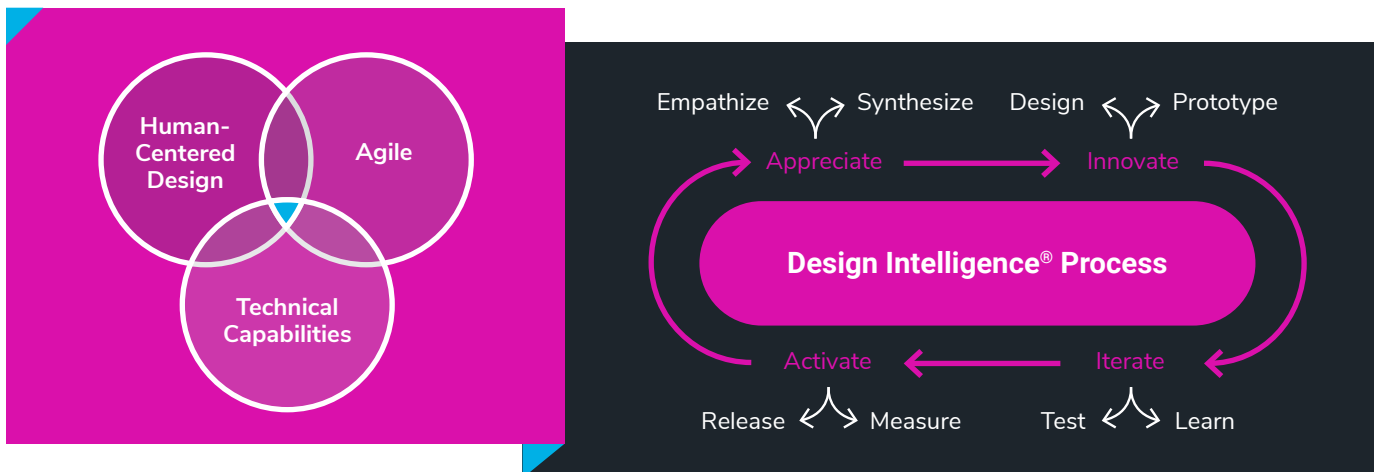 Human-
Centered
Design
Agile
Technical
Capabilities
Empathize Synthesize Design Prototype
Appreciate Innovate
Design Intelligence® Process
Activate Iterate
Release Measure Test Learn